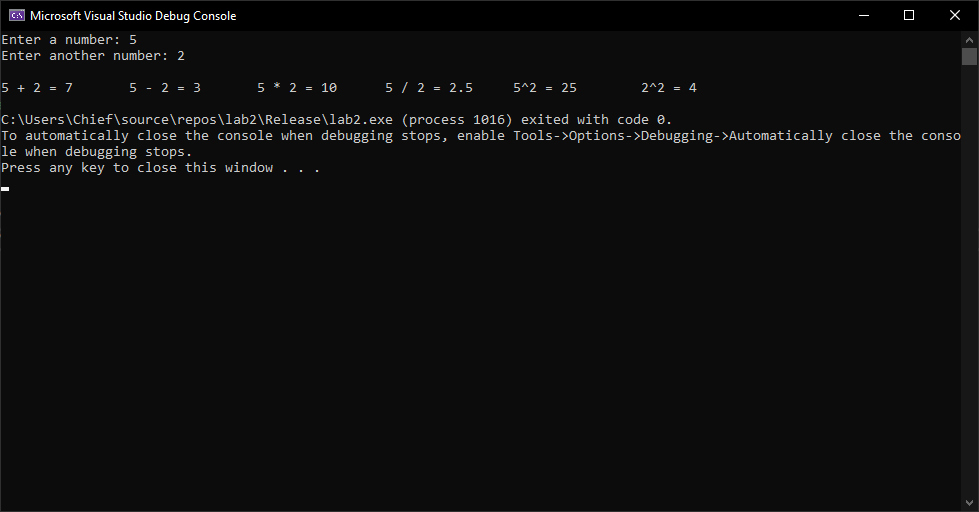 Microsoft Visual Studio Debug Console
Enter a number: 5
Enter another number: 2
5 + 2 = 7       5 - 2 = 3       5 * 2 = 10      5 / 2 = 2.5     5^2 = 25        2^2 = 4
C:\Users\Chief\source\repos\lab2\Release\lab2.exe (process 1016) exited with code 0.
To automatically close the console when debugging stops, enable Tools->Options->Debugging->Automatically close the conso
le when debugging stops.
Press any key to close this window . . .